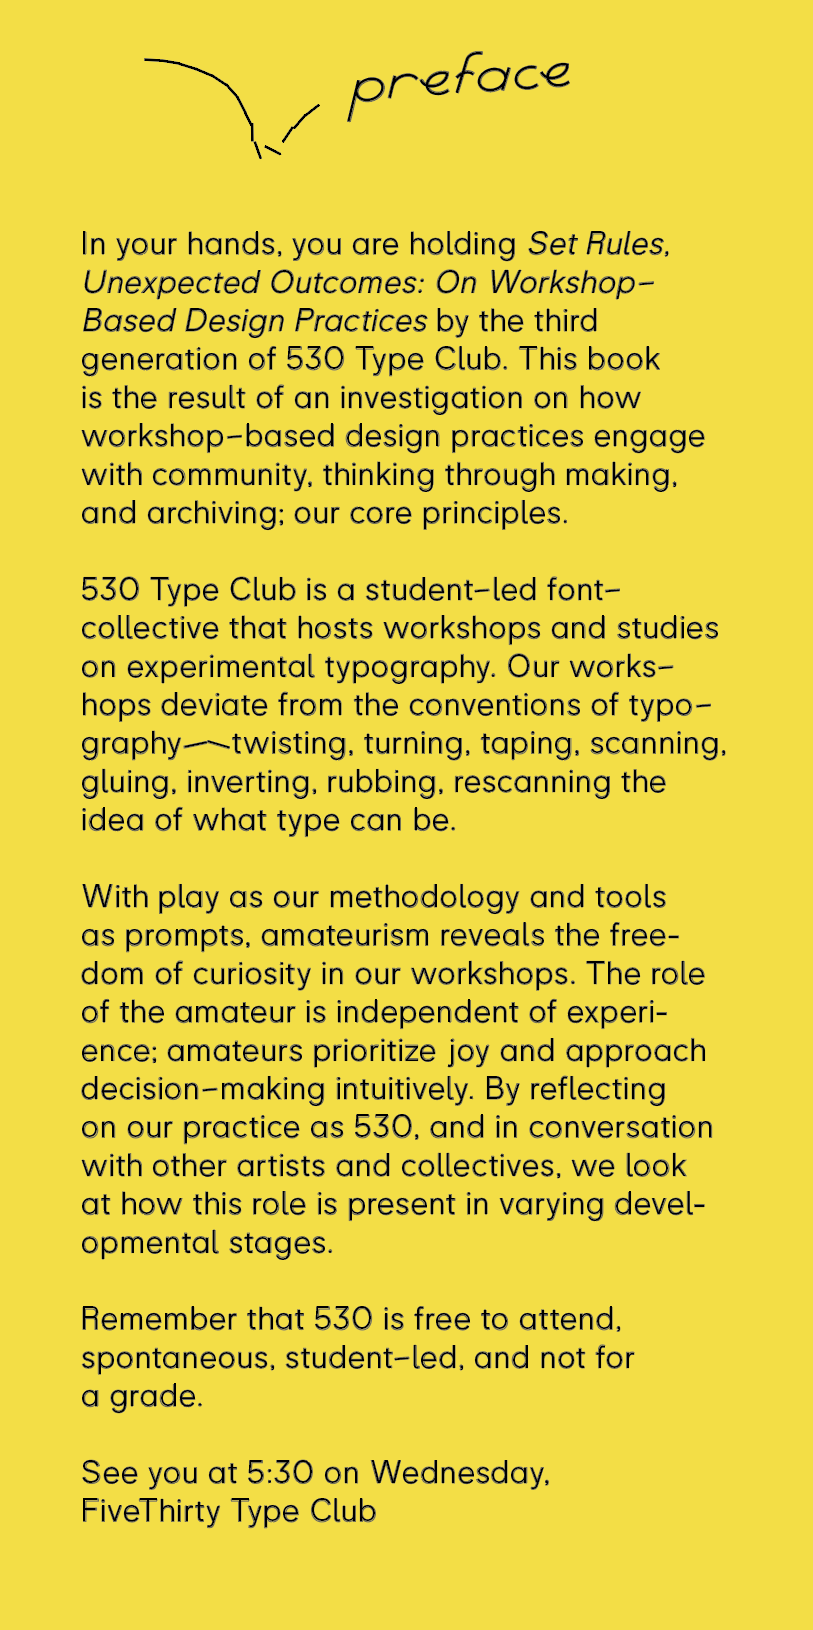 preface
In your hands, you are holding Set Rules,
Unexpected Outcomes: On Workshop–
Based Design Practices by the third
generation of 530 Type Club. This book
is the result of an investigation on how
workshop–based design practices engage
with community, thinking through making,
and archiving; our core principles.
530 Type Club is a student–led font–
collective that hosts workshops and studies
on experimental typography. Our works–
hops deviate from the conventions of typo–
graphy—twisting, turning, taping, scanning,
gluing, inverting, rubbing, rescanning the
idea of what type can be.
With play as our methodology and tools
as prompts, amateurism reveals the free-
dom of curiosity in our workshops. The role
of the amateur is independent of experi-
ence; amateurs prioritize joy and approach
decision–making intuitively. By reflecting
on our practice as 530, and in conversation
with other artists and collectives, we look
at how this role is present in varying devel-
opmental stages.
Remember that 530 is free to attend,
spontaneous, student–led, and not for
a grade.
See you at 5:30 on Wednesday,
FiveThirty Type Club